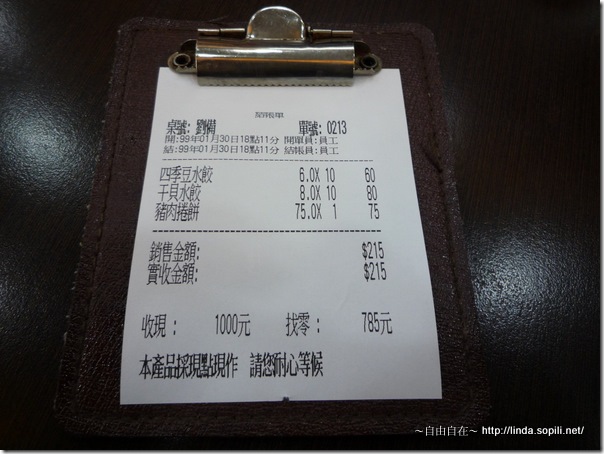 結帳單
桌號: 劉備 單號: 0213
開:99年01月30日18點11分 開單員:員工
結:99年01月30日18點11分 結帳員:員工
四季豆水餃 6.0X 10 60
干貝水餃 8.0X 10 80
豬肉捲餅 75.0X 1 75
銷售金額: $215
實收金額: $215
收現: 1000元 找零: 785元
本產品採現點現作 請您耐心等候
～自由自在～ http://linda.sopili.net/